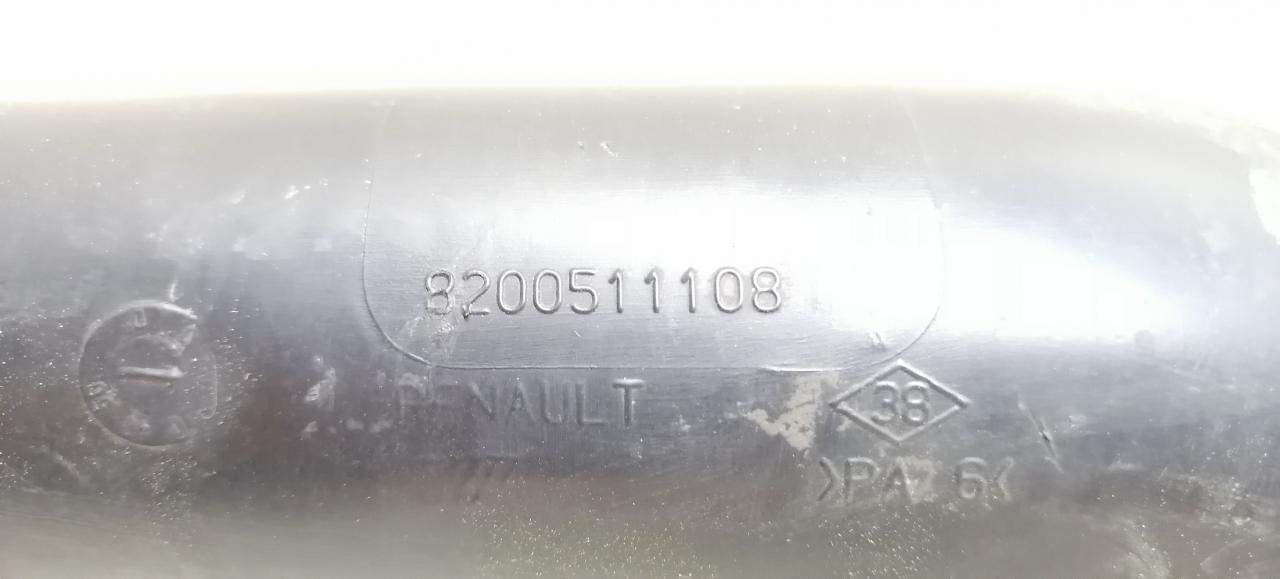 8200511108
RENAULT
38
>PA 6<